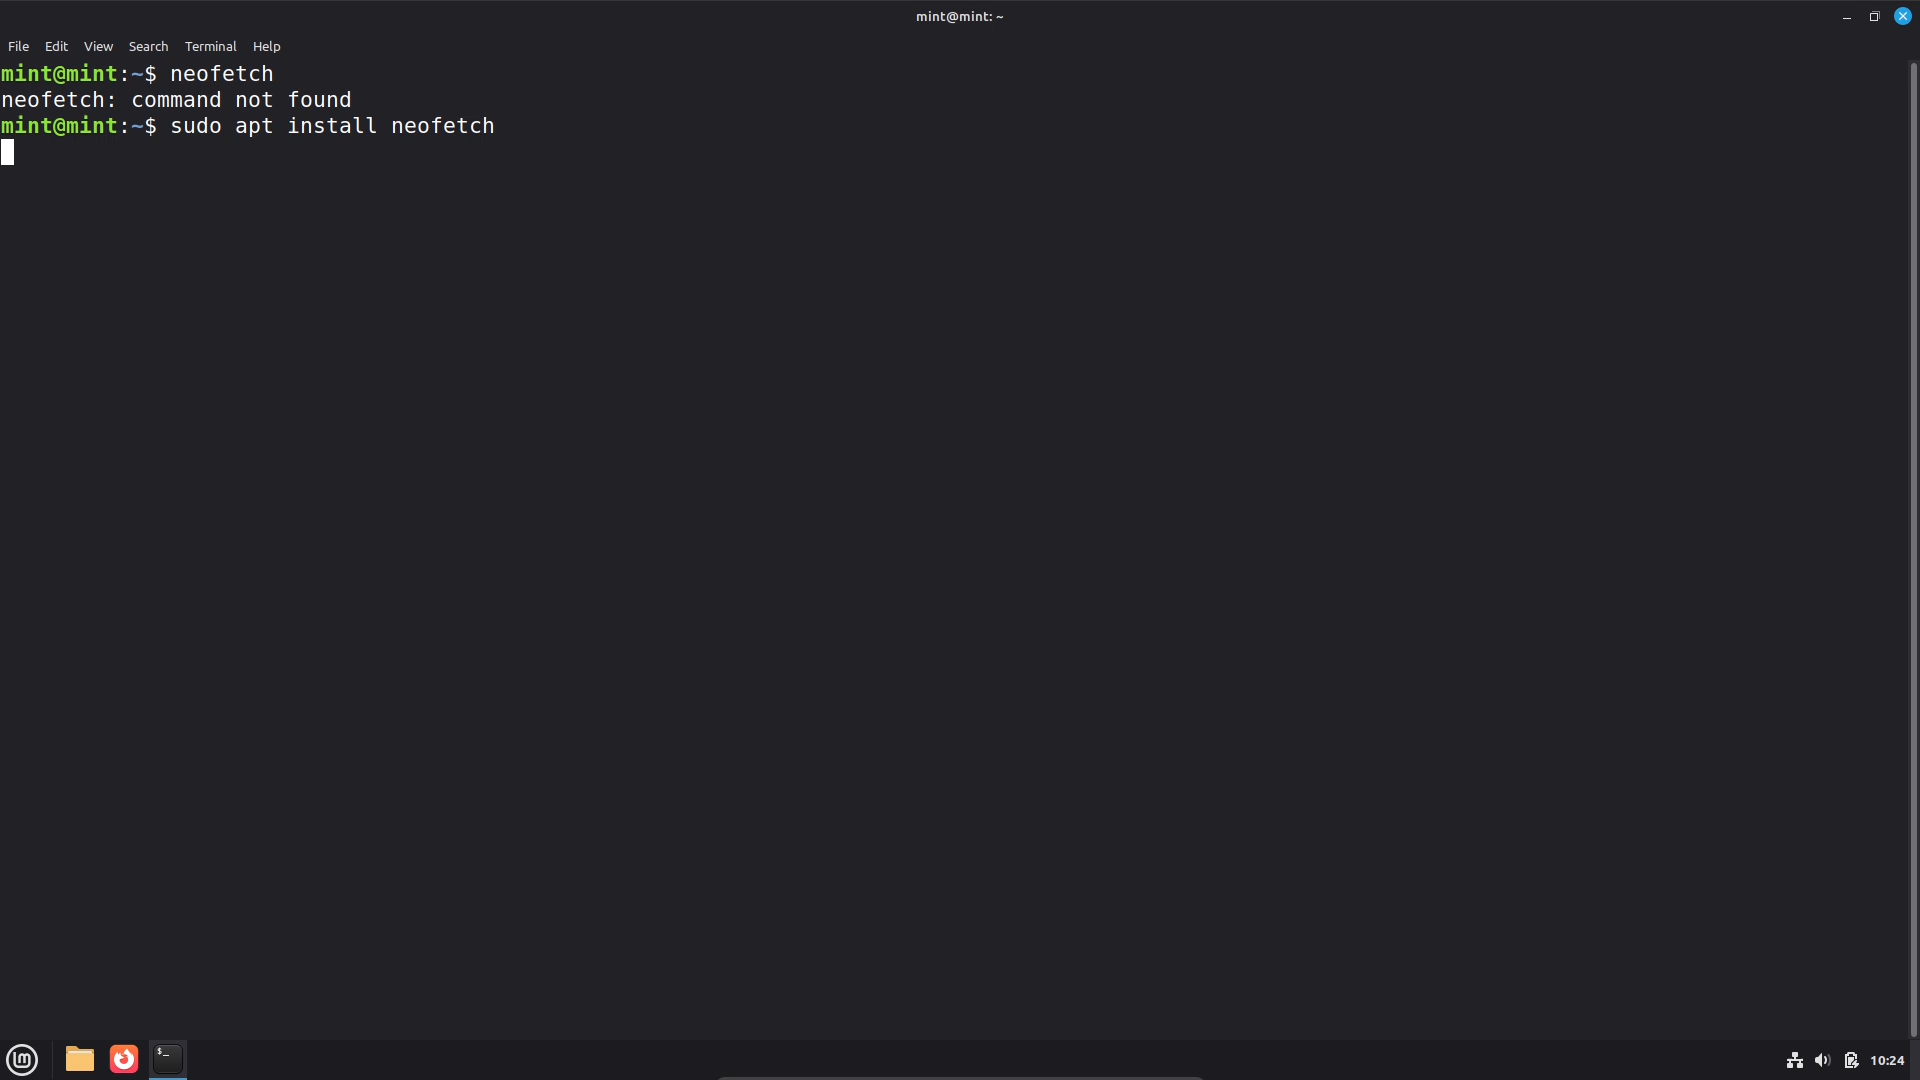 mint@mint: ~
File Edit View Search Terminal Help
mint@mint:~$ neofetch
neofetch: command not found
mint@mint:~$ sudo apt install neofetch
$_
10:24